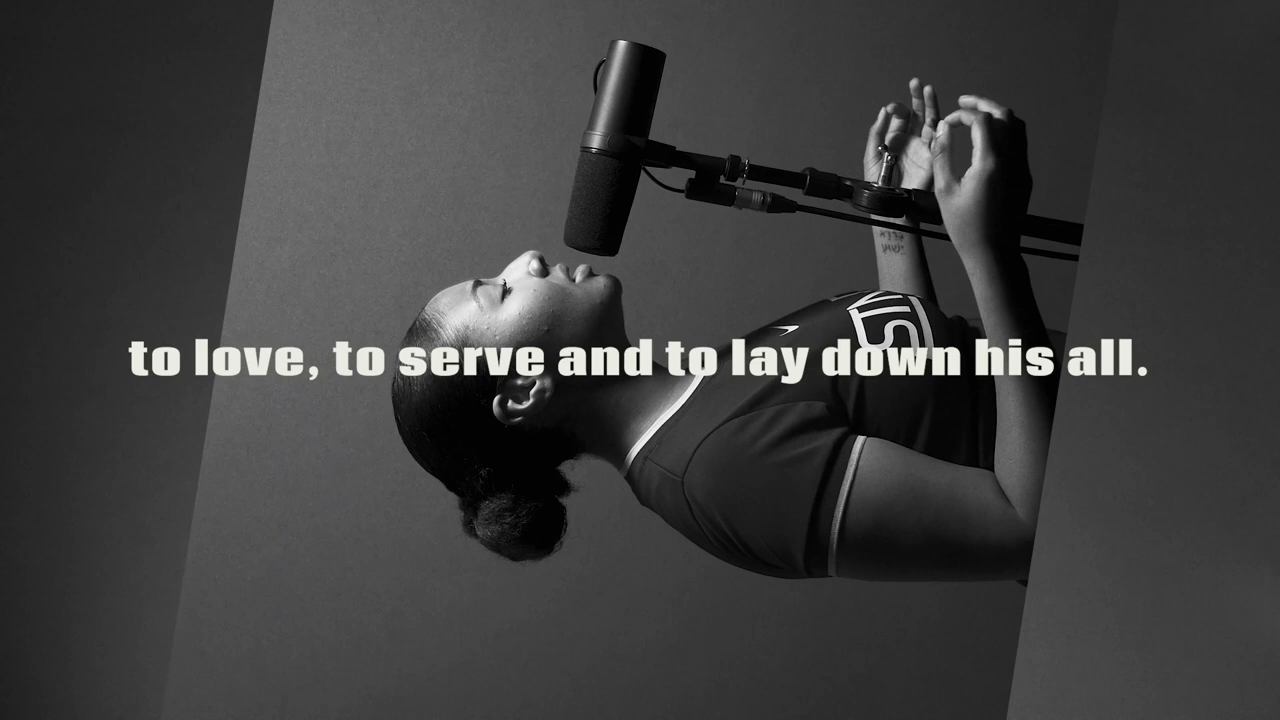 to love, to serve and to lay down his all.